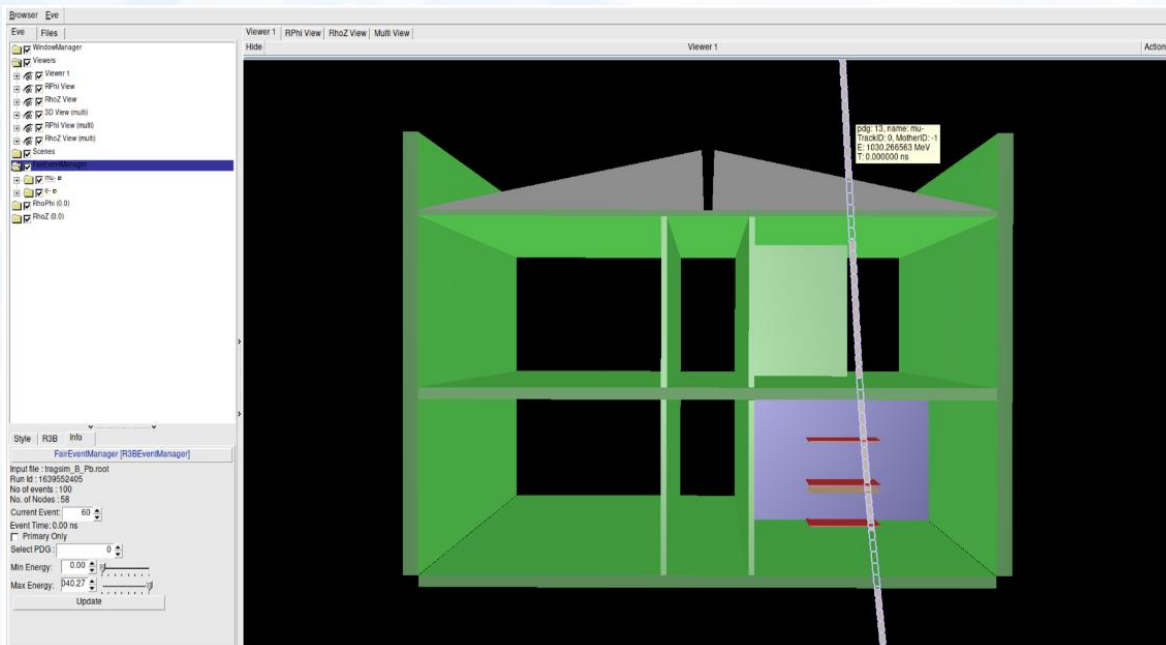 Browser Eve
Eve Files
WindowManager
Viewers
Viewer 1
RPhi View
RhoZ View
3D View (multi)
RPhi View (multi)
RhoZ View (multi)
Scenes
FairEventManager
mu-
e-
RhoPhi (0.0)
RhoZ (0.0)
Style R3B Info
FairEventManager [R3BEventManager]
Input file : tragsim_B_Pb.root
Run Id : 1639552405
No of events : 100
No. of Nodes : 58
Current Event: 60
Event Time: 0.00 ns
Primary Only
Select PDG : 0
Min Energy: 0.00
Max Energy: 040.27
Update
Viewer 1 RPhi View RhoZ View Multi View
Hide Viewer 1 Action
pdg: 13, name: mu-
TrackID: 0, MotherID: -1
E: 1030.266563 MeV
T: 0.000000 ns